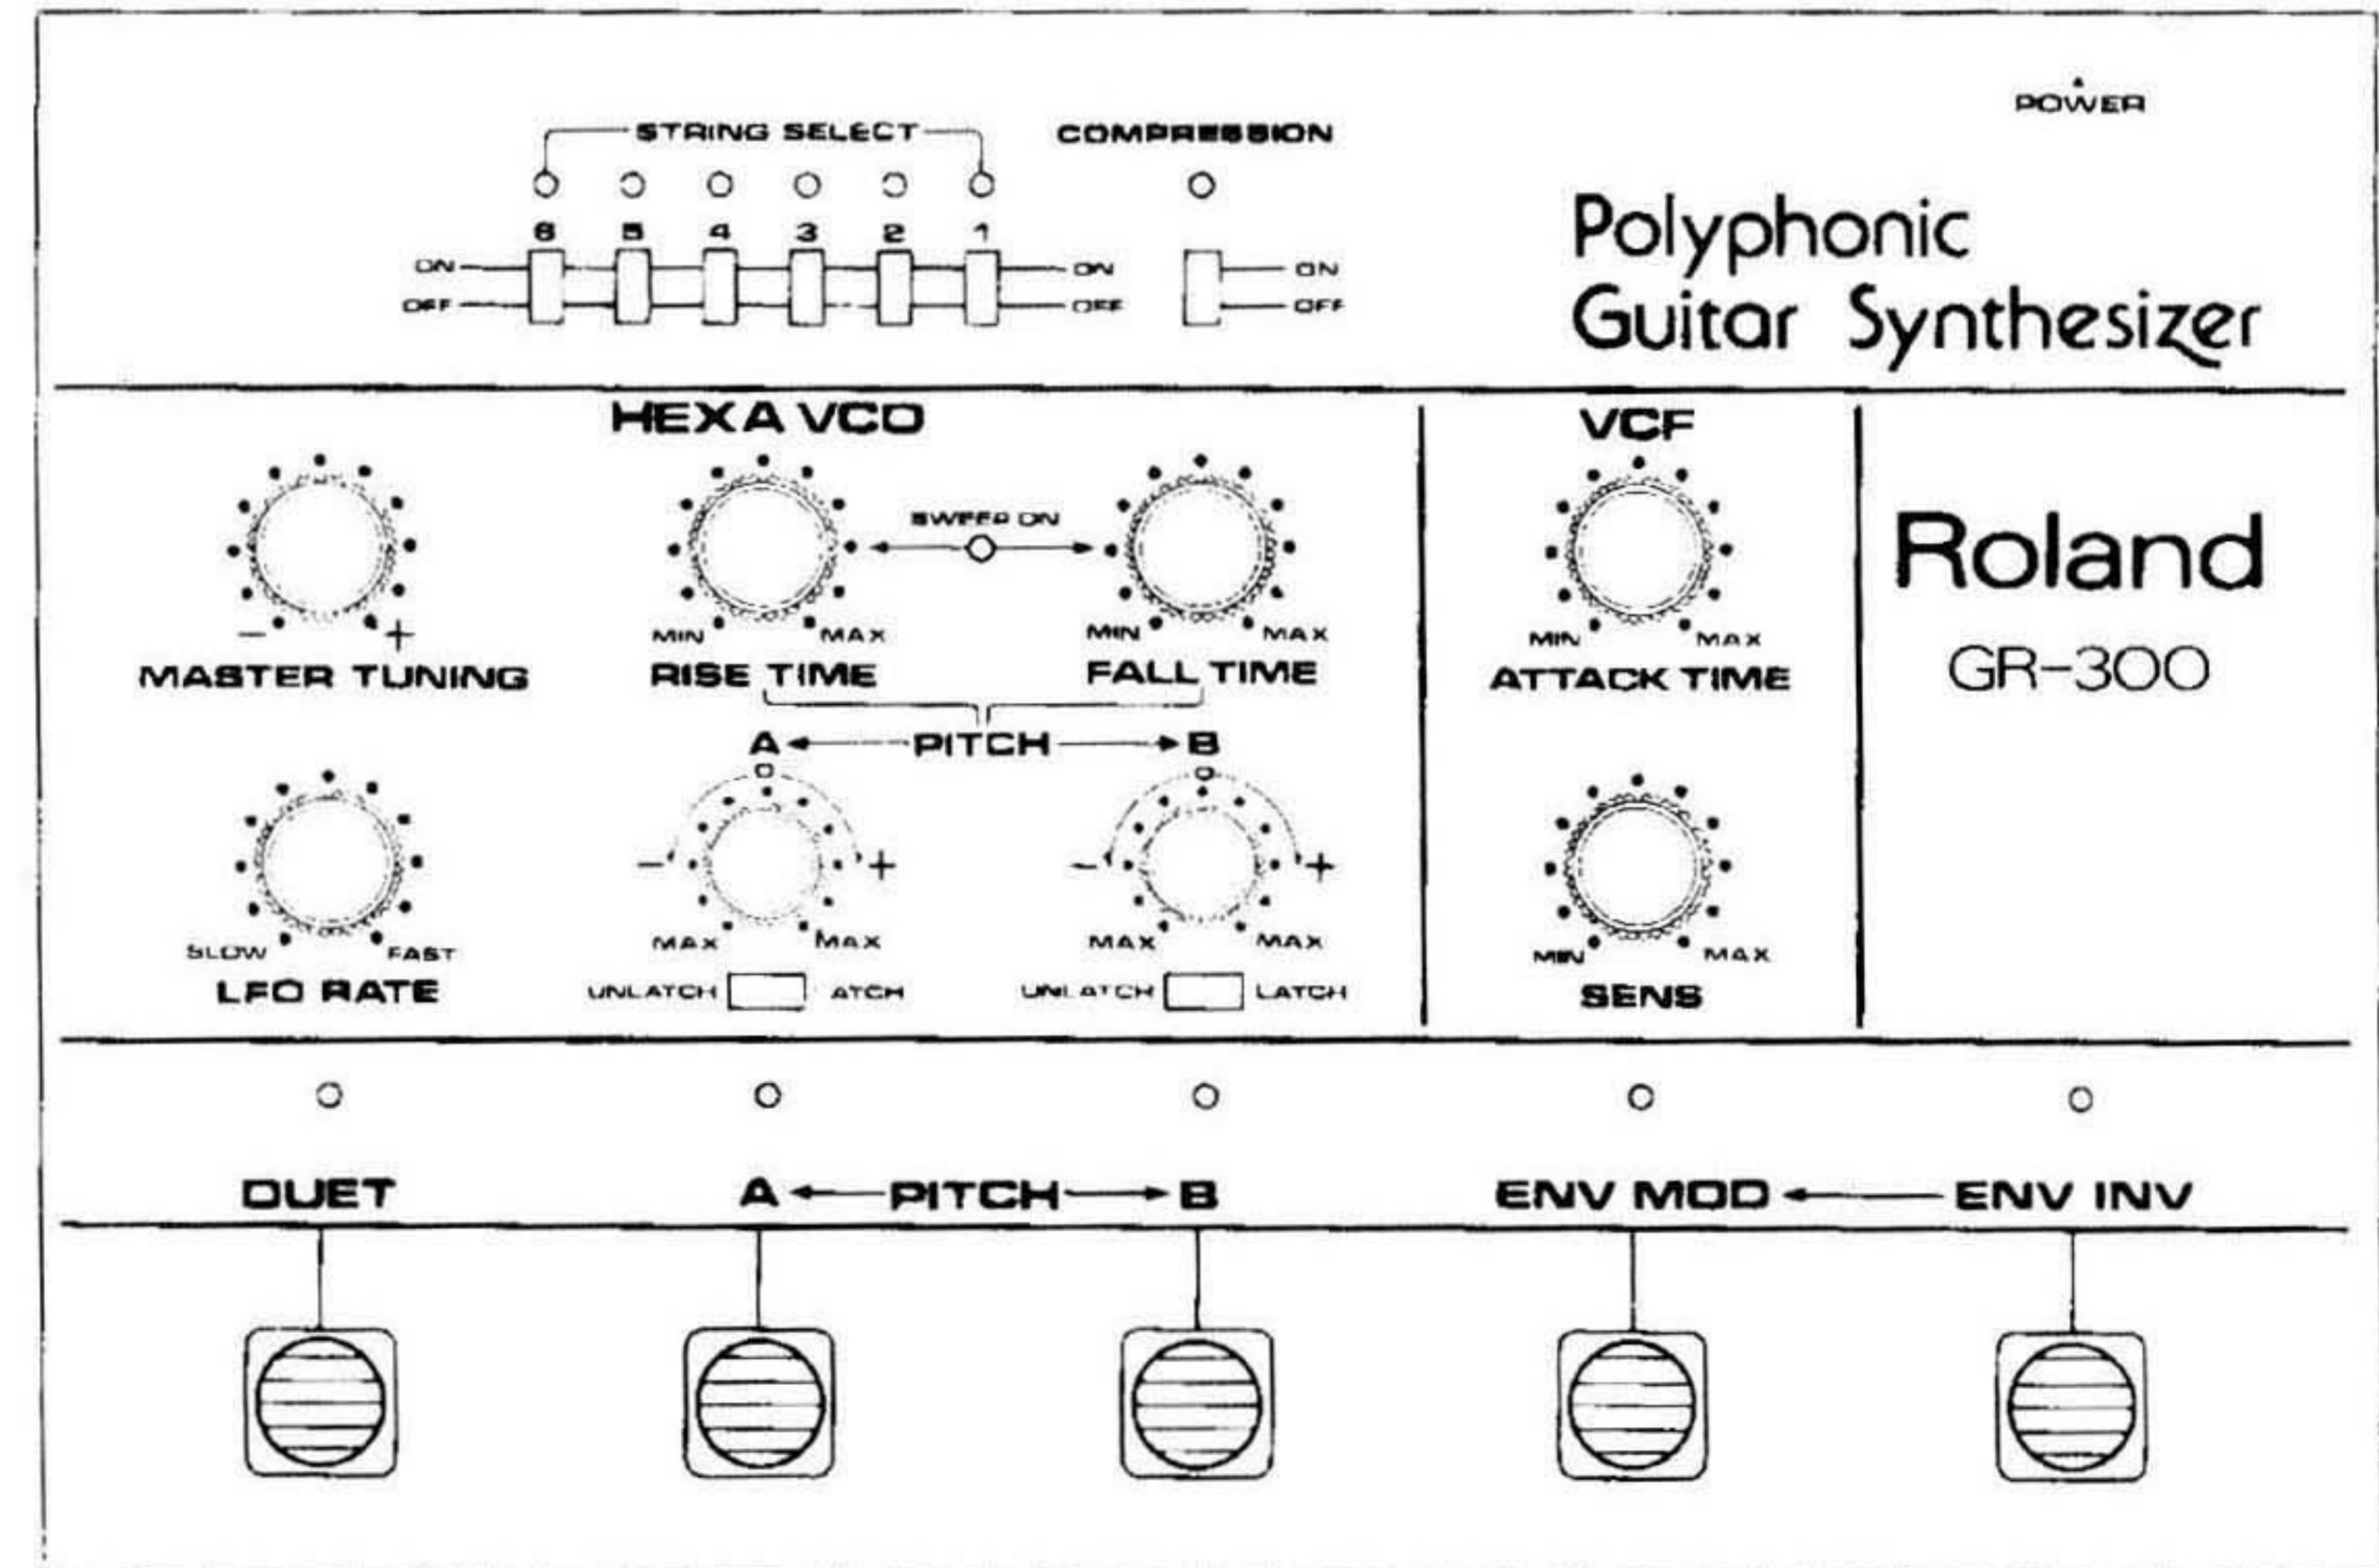 POWER
STRING SELECT COMPRESSION
6 5 4 3 2 1
ON ON ON
OFF OFF OFF
Polyphonic
Guitar Synthesizer
HEXA VCO
VCF
SWEEP ON
Roland
GR-300
− +
MIN MAX
MIN MAX
MIN MAX
MASTER TUNING
RISE TIME
FALL TIME
ATTACK TIME
A PITCH B
0 0
− + − +
SLOW FAST
MAX MAX
MAX MAX
MIN MAX
LFO RATE
UNLATCH ATCH
UNLATCH LATCH
SENS
DUET
A PITCH B
ENV MOD ENV INV